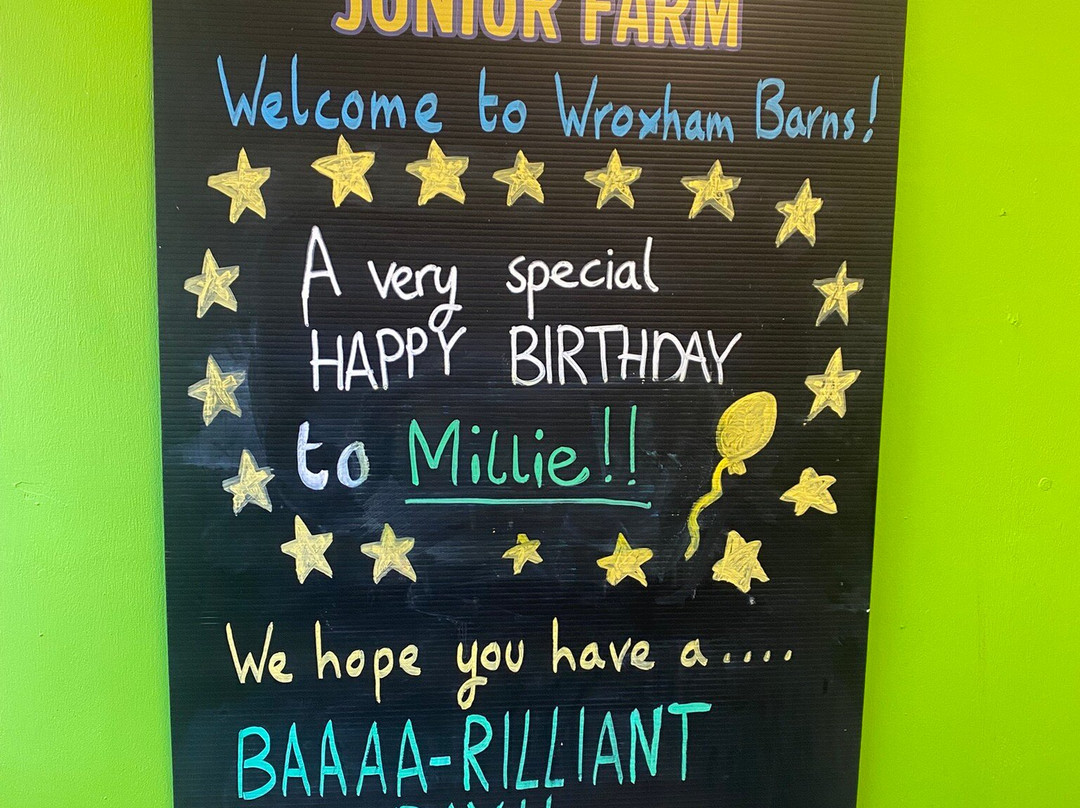 JUNIOR FARM
Welcome to Wroxham Barns!
A very special
HAPPY BIRTHDAY
to Millie!!
We hope you have a....
BAAAA-RILLIANT